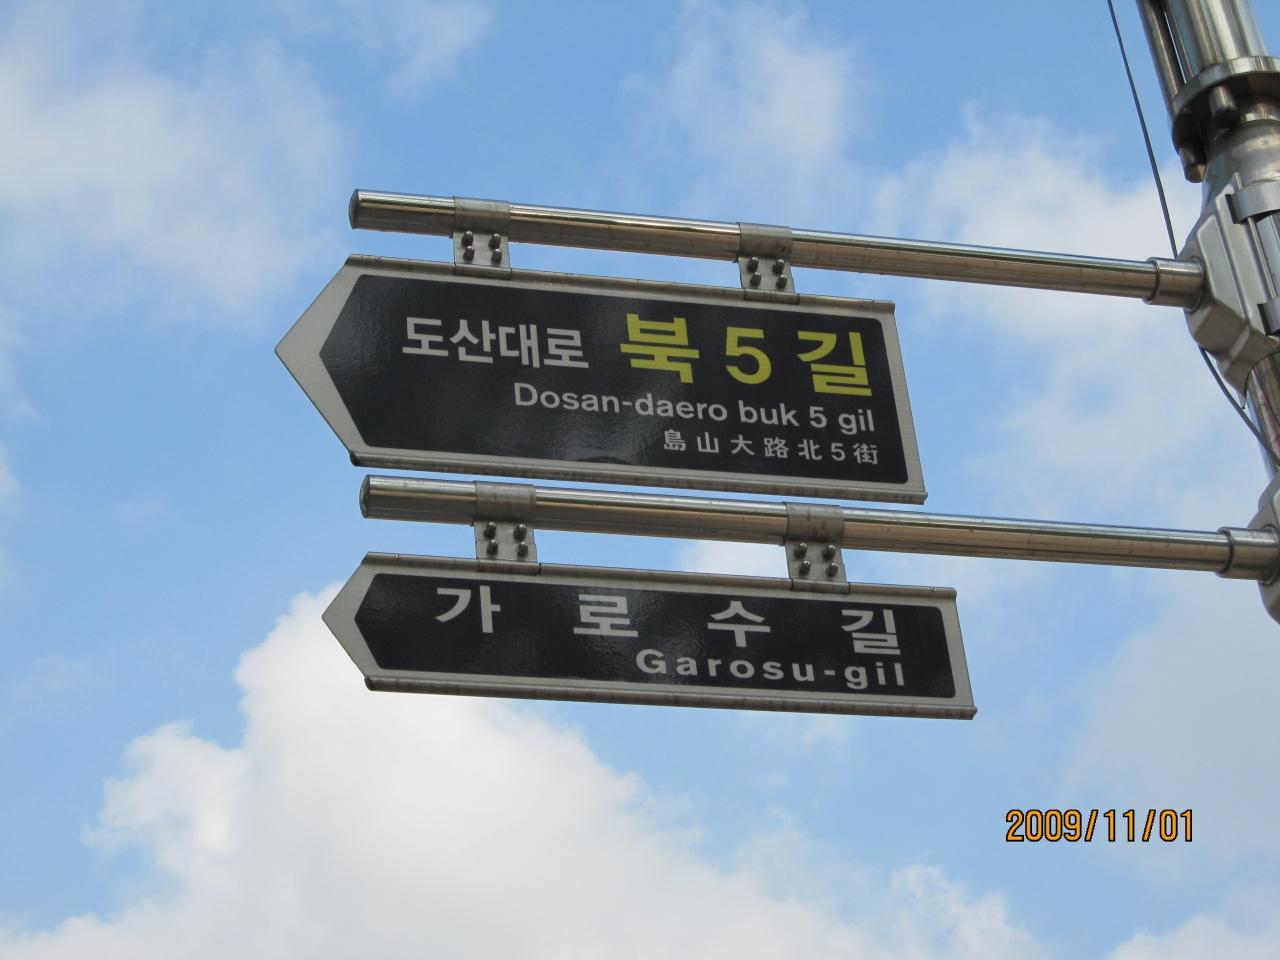 도산대로 북 5 길
Dosan-daero buk 5 gil
島山大路北5街
가로수길
Garosu-gil
2009/11/01